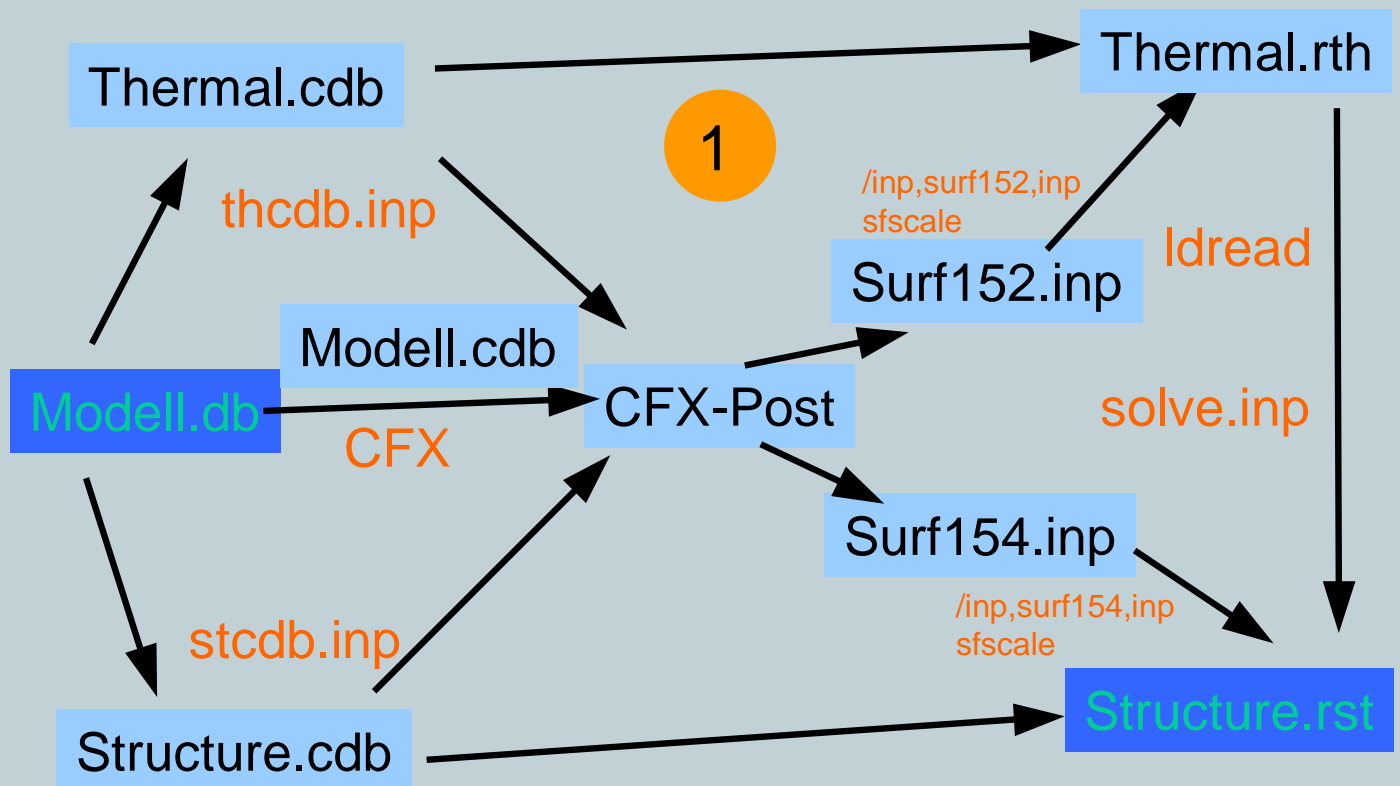 Thermal.cdb
Thermal.rth
1
thcdb.inp
/inp,surf152,inp
sfscale
ldread
Surf152.inp
Modell.cdb
Modell.db
CFX-Post
solve.inp
CFX
Surf154.inp
/inp,surf154,inp
sfscale
stcdb.inp
Structure.rst
Structure.cdb